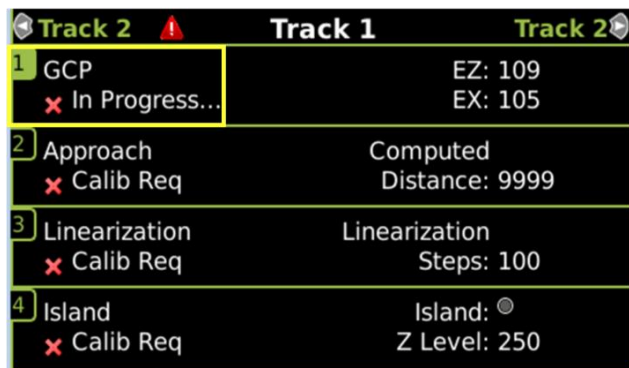 Track 2 Track 1 Track 2
1 GCP EZ: 109
In Progress... EX: 105
2 Approach Computed
Calib Req Distance: 9999
3 Linearization Linearization
Calib Req Steps: 100
4 Island Island:
Calib Req Z Level: 250